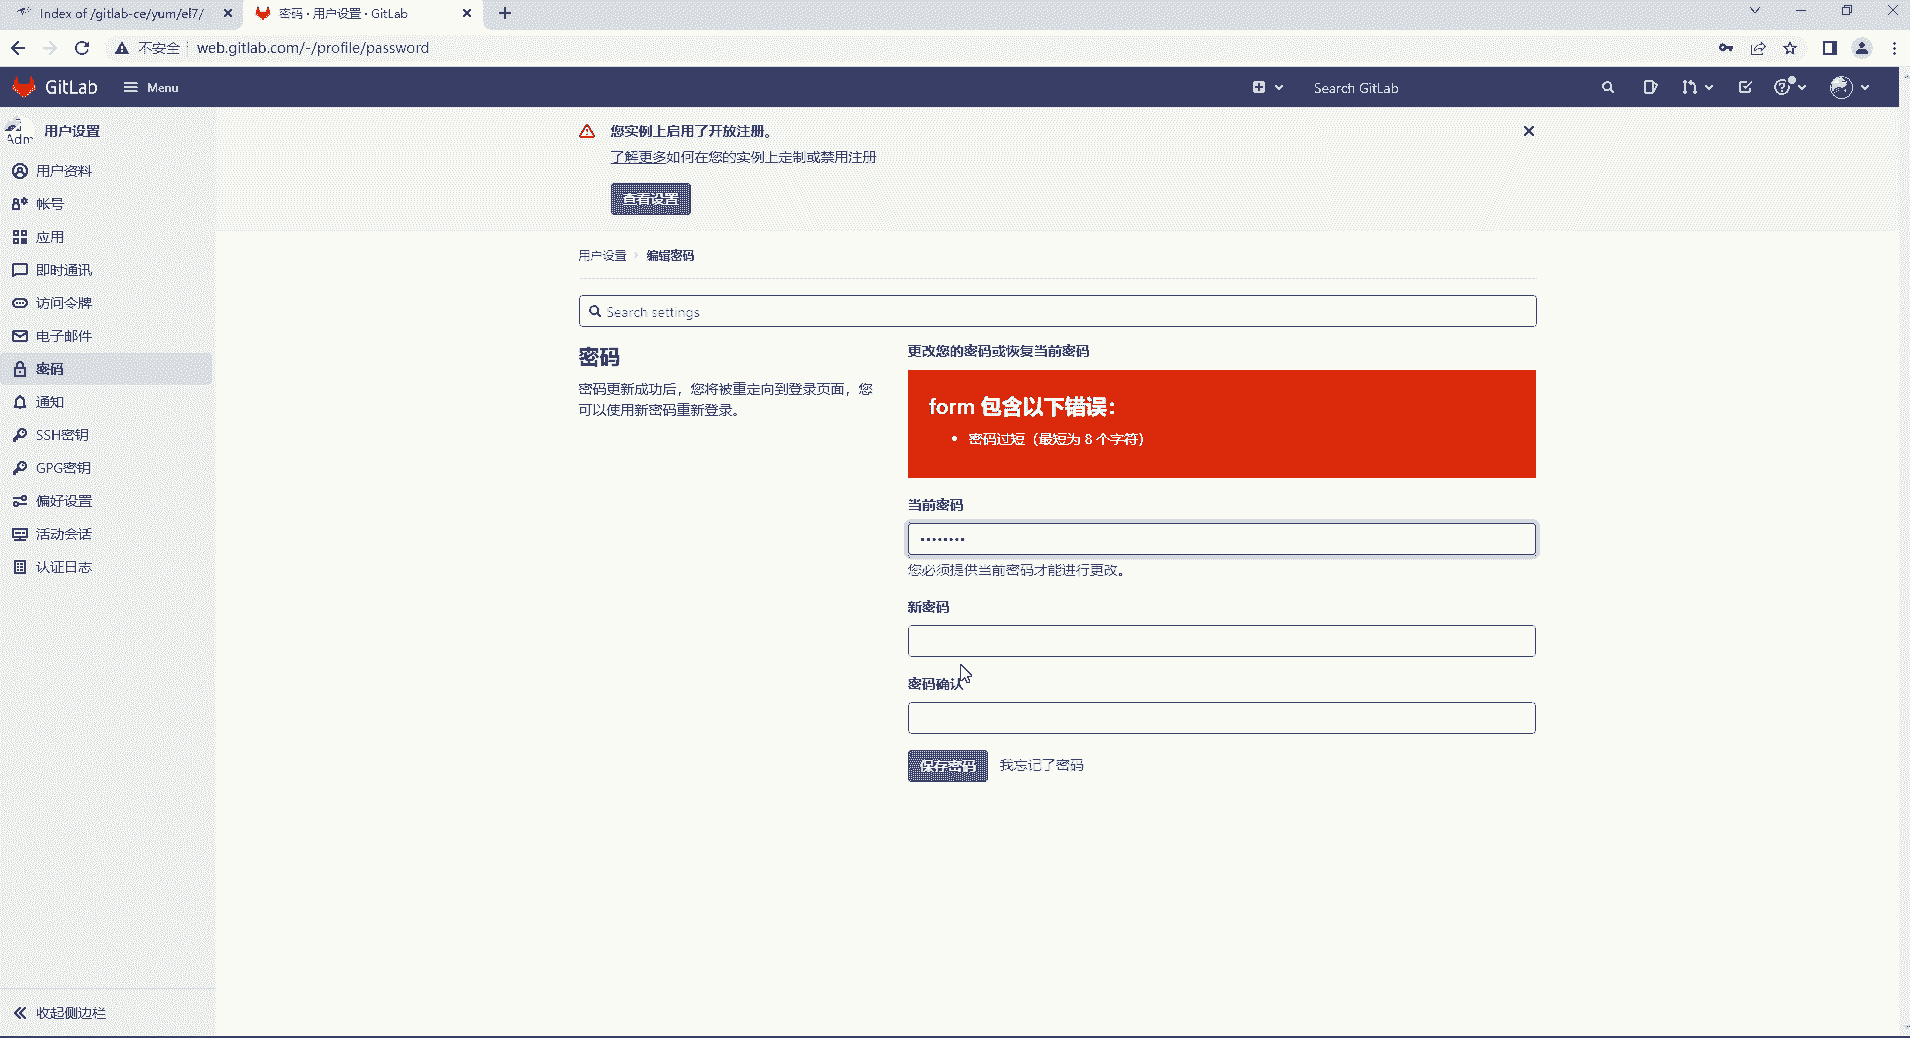 Index of /gitlab-ce/yum/el7/
密码 · 用户设置 · GitLab
不安全
web.gitlab.com/-/profile/password
GitLab
Menu
Search GitLab
Adm
用户设置
用户资料
帐号
应用
即时通讯
访问令牌
电子邮件
密码
通知
SSH密钥
GPG密钥
偏好设置
活动会话
认证日志
收起侧边栏
您实例上启用了开放注册。
了解更多如何在您的实例上定制或禁用注册
查看设置
用户设置 › 编辑密码
Search settings
密码
密码更新成功后，您将被重定向到登录页面，您
可以使用新密码重新登录。
更改您的密码或恢复当前密码
form 包含以下错误：
• 密码过短（最短为 8 个字符）
当前密码
您必须提供当前密码才能进行更改。
新密码
密码确认
保存密码
我忘记了密码